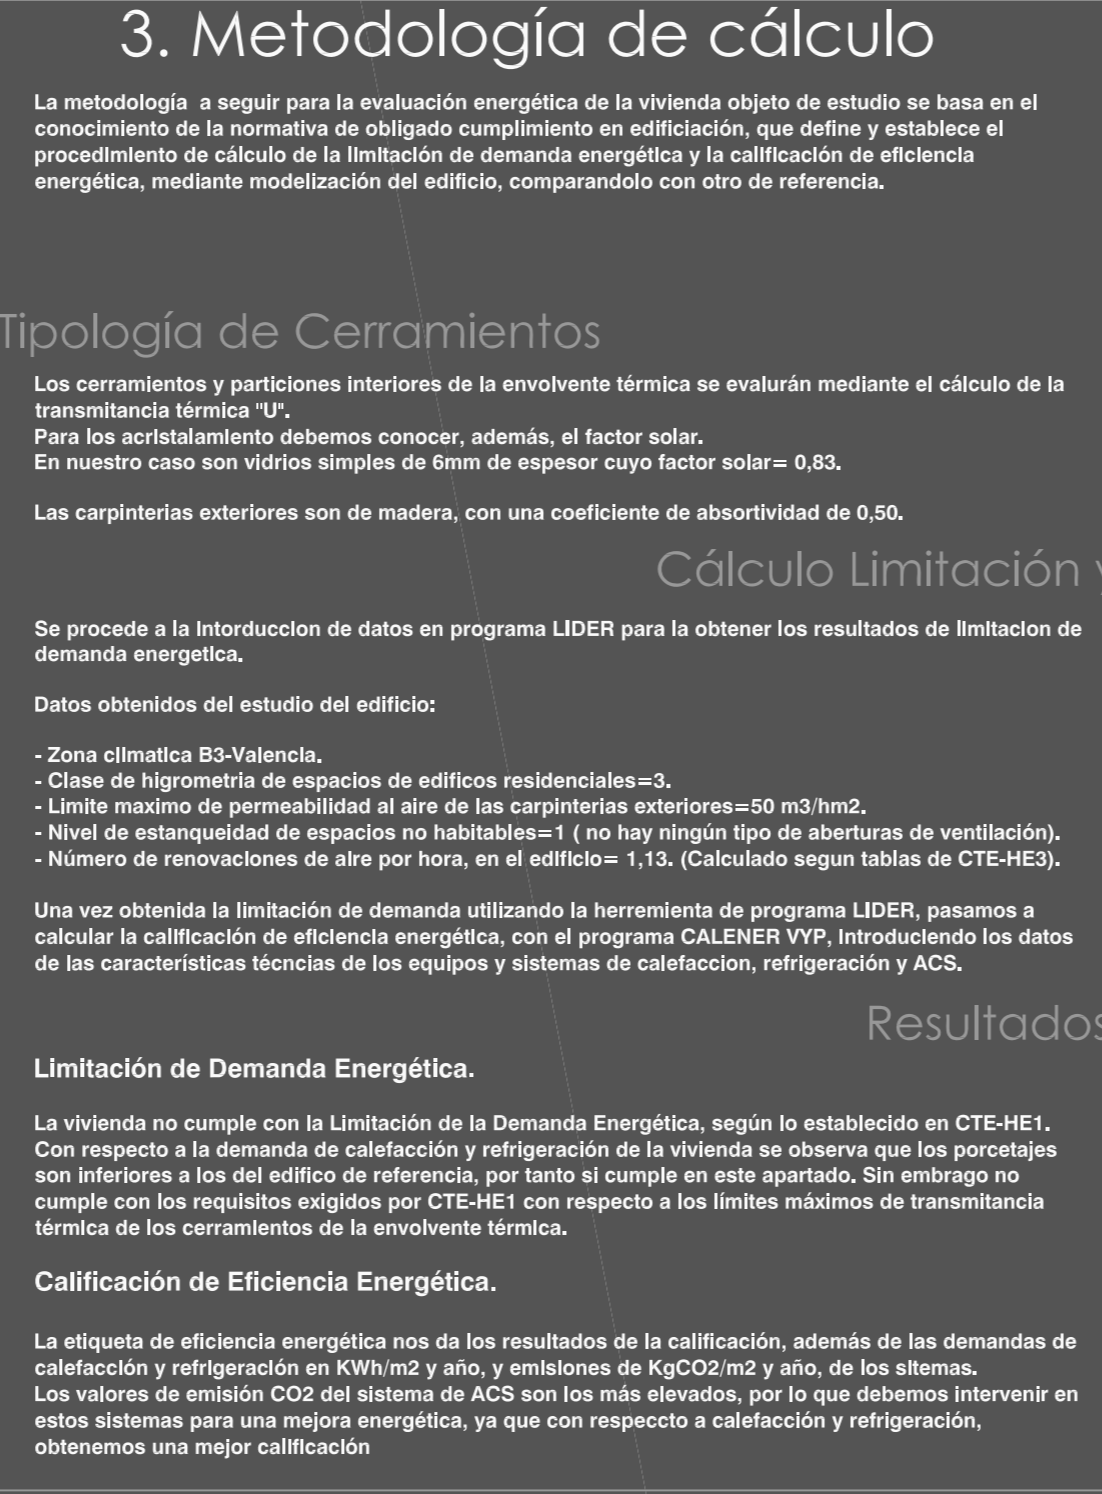 3. Metodología de cálculo
La metodología  a seguir para la evaluación energética de la vivienda objeto de estudio se basa en el
conocimiento de la normativa de obligado cumplimiento en edificiación, que define y establece el
procedimiento de cálculo de la limitación de demanda energética y la calificación de eficiencia
energética, mediante modelización del edificio, comparandolo con otro de referencia.
Tipología de Cerramientos
Los cerramientos y particiones interiores de la envolvente térmica se evalurán mediante el cálculo de la
transmitancia térmica "U".
Para los acristalamiento debemos conocer, además, el factor solar.
En nuestro caso son vidrios simples de 6mm de espesor cuyo factor solar= 0,83.
Las carpinterias exteriores son de madera, con una coeficiente de absortividad de 0,50.
Cálculo Limitación y
Se procede a la Intorduccion de datos en programa LIDER para la obtener los resultados de limitacion de
demanda energetica.
Datos obtenidos del estudio del edificio:
- Zona climatica B3-Valencia.
- Clase de higrometria de espacios de edificos residenciales=3.
- Limite maximo de permeabilidad al aire de las carpinterias exteriores=50 m3/hm2.
- Nivel de estanqueidad de espacios no habitables=1 ( no hay ningún tipo de aberturas de ventilación).
- Número de renovaciones de aire por hora, en el edificio= 1,13. (Calculado segun tablas de CTE-HE3).
Una vez obtenida la limitación de demanda utilizando la herremienta de programa LIDER, pasamos a
calcular la calificación de eficiencia energética, con el programa CALENER VYP, introduciendo los datos
de las características técncias de los equipos y sistemas de calefaccion, refrigeración y ACS.
Resultados
Limitación de Demanda Energética.
La vivienda no cumple con la Limitación de la Demanda Energética, según lo establecido en CTE-HE1.
Con respecto a la demanda de calefacción y refrigeración de la vivienda se observa que los porcetajes
son inferiores a los del edifico de referencia, por tanto si cumple en este apartado. Sin embrago no
cumple con los requisitos exigidos por CTE-HE1 con respecto a los límites máximos de transmitancia
térmica de los cerramientos de la envolvente térmica.
Calificación de Eficiencia Energética.
La etiqueta de eficiencia energética nos da los resultados de la calificación, además de las demandas de
calefacción y refrigeración en KWh/m2 y año, y emisiones de KgCO2/m2 y año, de los sitemas.
Los valores de emisión CO2 del sistema de ACS son los más elevados, por lo que debemos intervenir en
estos sistemas para una mejora energética, ya que con respeccto a calefacción y refrigeración,
obtenemos una mejor calificación